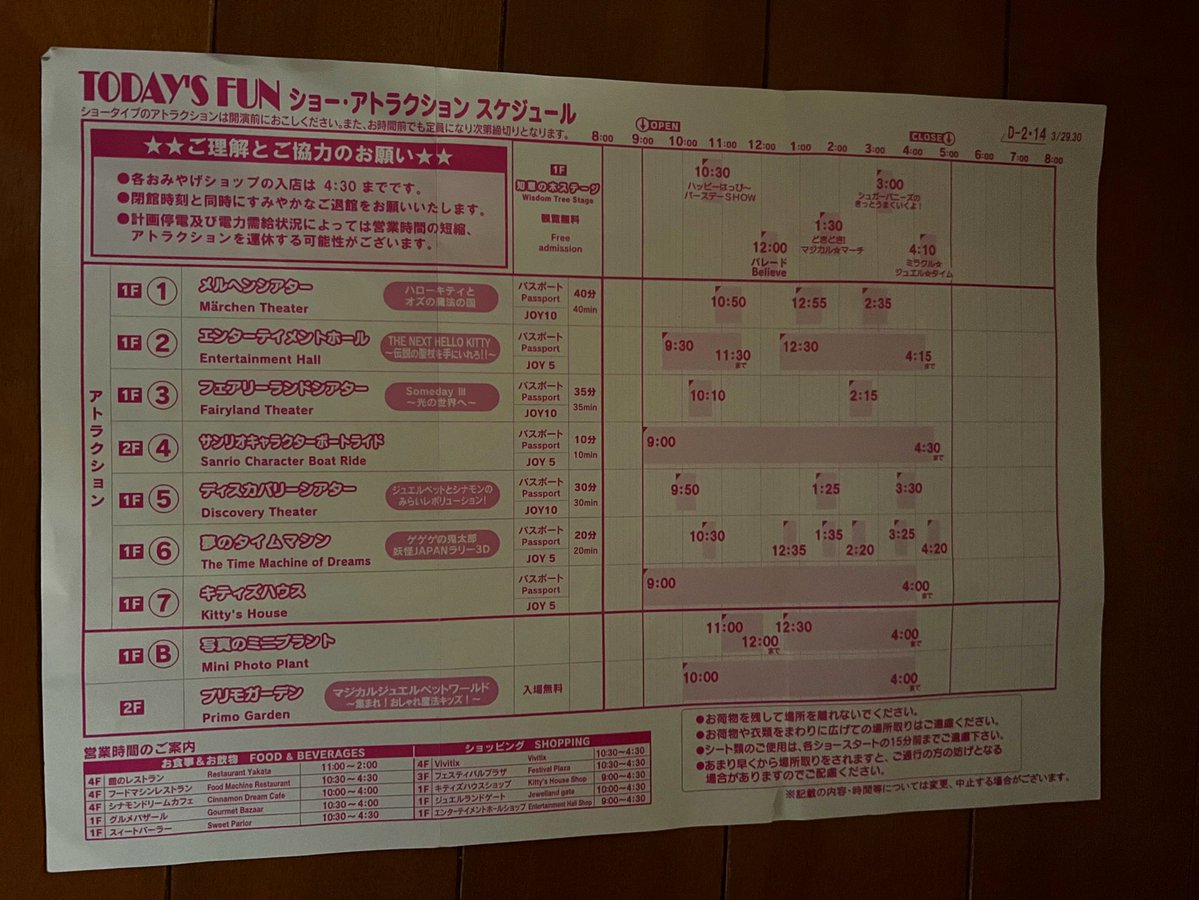 TODAY'S FUN ショー・アトラクション スケジュール
ショータイプのアトラクションは開演前におこしください。また、お時間前でも定員になり次第締切りとなります。
D-2・14 3/29.30
OPEN
CLOSE
8:00 9:00 10:00 11:00 12:00 1:00 2:00 3:00 4:00 5:00 6:00 7:00 8:00
★★ご理解とご協力のお願い★★
●各おみやげショップの入店は 4:30 までです。
●閉館時刻と同時にすみやかなご退館をお願いいたします。
●計画停電及び電力需給状況によっては営業時間の短縮、
アトラクションを運休する可能性がございます。
1F
知恵の木ステージ
Wisdom Tree Stage
観覧無料
Free
admission
10:30
ハッピーはっぴ〜
バースデーSHOW
3:00
シュガーバニーズの
きっとうまくいくよ!
1:30
どきどき!
マジカル☆マーチ
12:00
パレード
Believe
4:10
ミラクル☆
ジュエル☆タイム
アトラクション
1F ① メルヘンシアター
Märchen Theater
ハローキティと
オズの魔法の国
パスポート
Passport
JOY10
40分
40min
10:50 12:55 2:35
1F ② エンターテイメントホール
Entertainment Hall
THE NEXT HELLO KITTY
〜伝説の聖杖を手にいれろ!!〜
パスポート
Passport
JOY 5
9:30 11:30まで 12:30 4:15まで
1F ③ フェアリーランドシアター
Fairyland Theater
Someday III
〜光の世界へ〜
パスポート
Passport
JOY10
35分
35min
10:10 2:15
2F ④ サンリオキャラクターボートライド
Sanrio Character Boat Ride
パスポート
Passport
JOY 5
10分
10min
9:00 4:30まで
1F ⑤ ディスカバリーシアター
Discovery Theater
ジュエルペットとシナモンの
みらいレボリューション!
パスポート
Passport
JOY10
30分
30min
9:50 1:25 3:30
1F ⑥ 夢のタイムマシン
The Time Machine of Dreams
ゲゲゲの鬼太郎
妖怪JAPANラリー3D
パスポート
Passport
JOY 5
20分
20min
10:30 12:35 1:35 2:20 3:25 4:20
1F ⑦ キティズハウス
Kitty's House
パスポート
Passport
JOY 5
9:00 4:00まで
1F Ⓑ 写真のミニプラント
Mini Photo Plant
11:00 12:00まで 12:30 4:00まで
2F プリモガーデン
Primo Garden
マジカルジュエルペットワールド
〜集まれ!おしゃれ魔法キッズ!〜
入場無料
10:00 4:00まで
営業時間のご案内
お食事&お飲物 FOOD & BEVERAGES
4F 館のレストラン Restaurant Yakata 11:00〜2:00
4F フードマシンレストラン Food Machine Restaurant 10:30〜4:30
4F シナモンドリームカフェ Cinnamon Dream Cafe 10:00〜4:00
1F グルメバザール Gourmet Bazaar 10:30〜4:00
1F スィートパーラー Sweet Parlor 10:30〜4:30
ショッピング SHOPPING
4F Vivitix Vivitix 10:30〜4:30
3F フェスティバルプラザ Festival Plaza 10:30〜4:30
1F キティズハウスショップ Kitty's House Shop 9:00〜4:30
1F ジュエルランドゲート Jewelland gate 10:00〜4:30
1F エンターテイメントホールショップ Entertainment Hall Shop 9:00〜4:30
●お荷物を残して場所を離れないでください。
●お荷物や衣類をまわりに広げての場所取りはご遠慮ください。
●シート類のご使用は、各ショースタートの15分前までご遠慮下さい。
●あまり早くから場所取りをされますと、ご通行の方の妨げとなる
場合がありますのでご配慮ください。
※記載の内容・時間等については変更、中止する場合がございます。